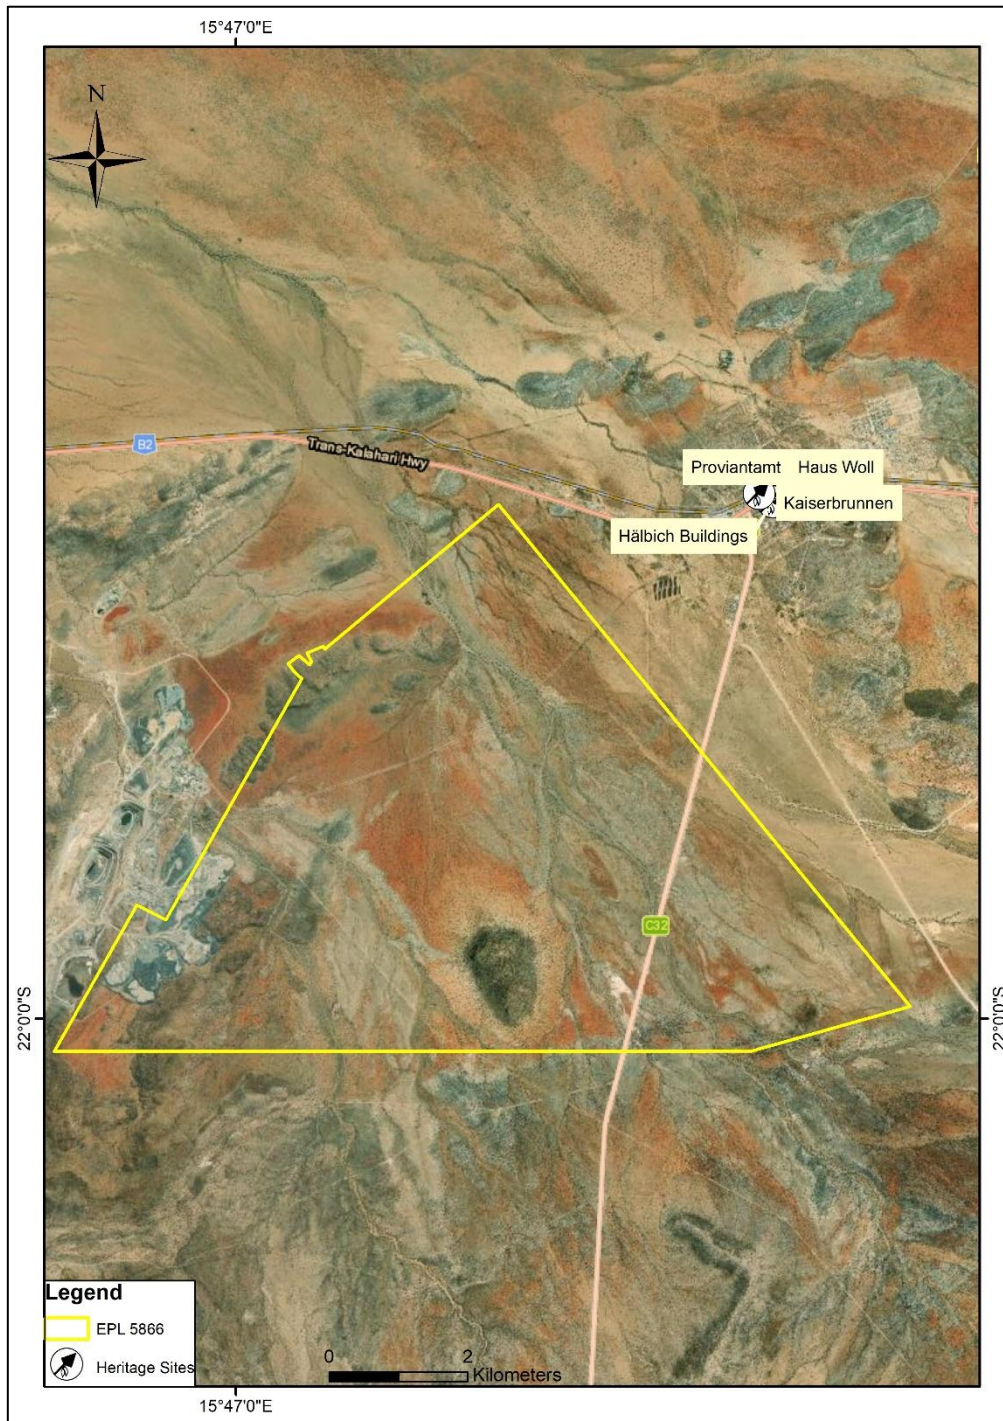 15°47'0"E
N
B2
Trans-Kalahari Hwy
Proviantamt
Haus Woll
Kaiserbrunnen
Hälbich Buildings
C32
22°0'0"S
22°0'0"S
Legend
EPL 5866
Heritage Sites
0
2
Kilometers
15°47'0"E